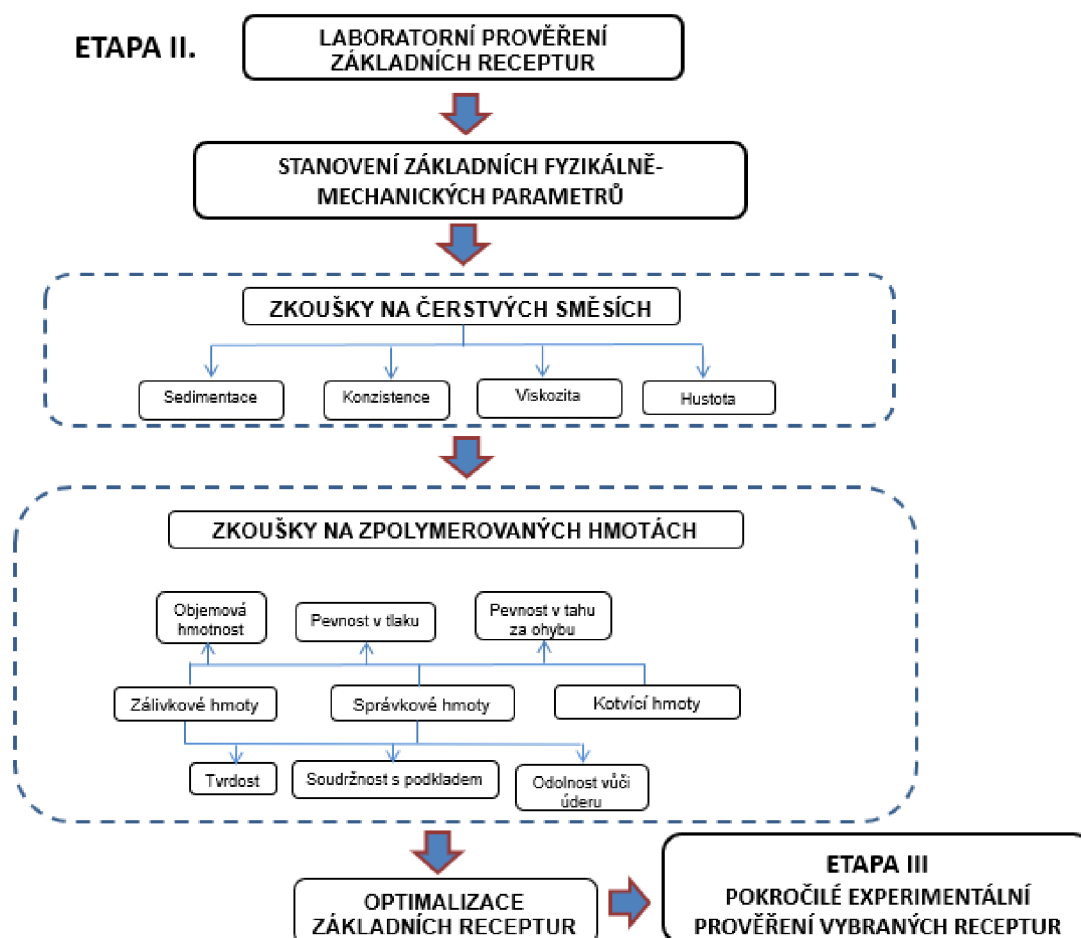 ETAPA II.
LABORATORNÍ PROVĚŘENÍ
ZÁKLADNÍCH RECEPTUR
STANOVENÍ ZÁKLADNÍCH FYZIKÁLNĚ-
MECHANICKÝCH PARAMETRŮ
ZKOUŠKY NA ČERSTVÝCH SMĚSÍCH
Sedimentace
Konzistence
Viskozita
Hustota
ZKOUŠKY NA ZPOLYMEROVANÝCH HMOTÁCH
Objemová
hmotnost
Pevnost v tlaku
Pevnost v tahu
za ohybu
Zálivkové hmoty
Správkové hmoty
Kotvící hmoty
Tvrdost
Soudržnost s podkladem
Odolnost vůči
úderu
OPTIMALIZACE
ZÁKLADNÍCH RECEPTUR
ETAPA III
POKROČILÉ EXPERIMENTÁLNÍ
PROVĚŘENÍ VYBRANÝCH RECEPTUR